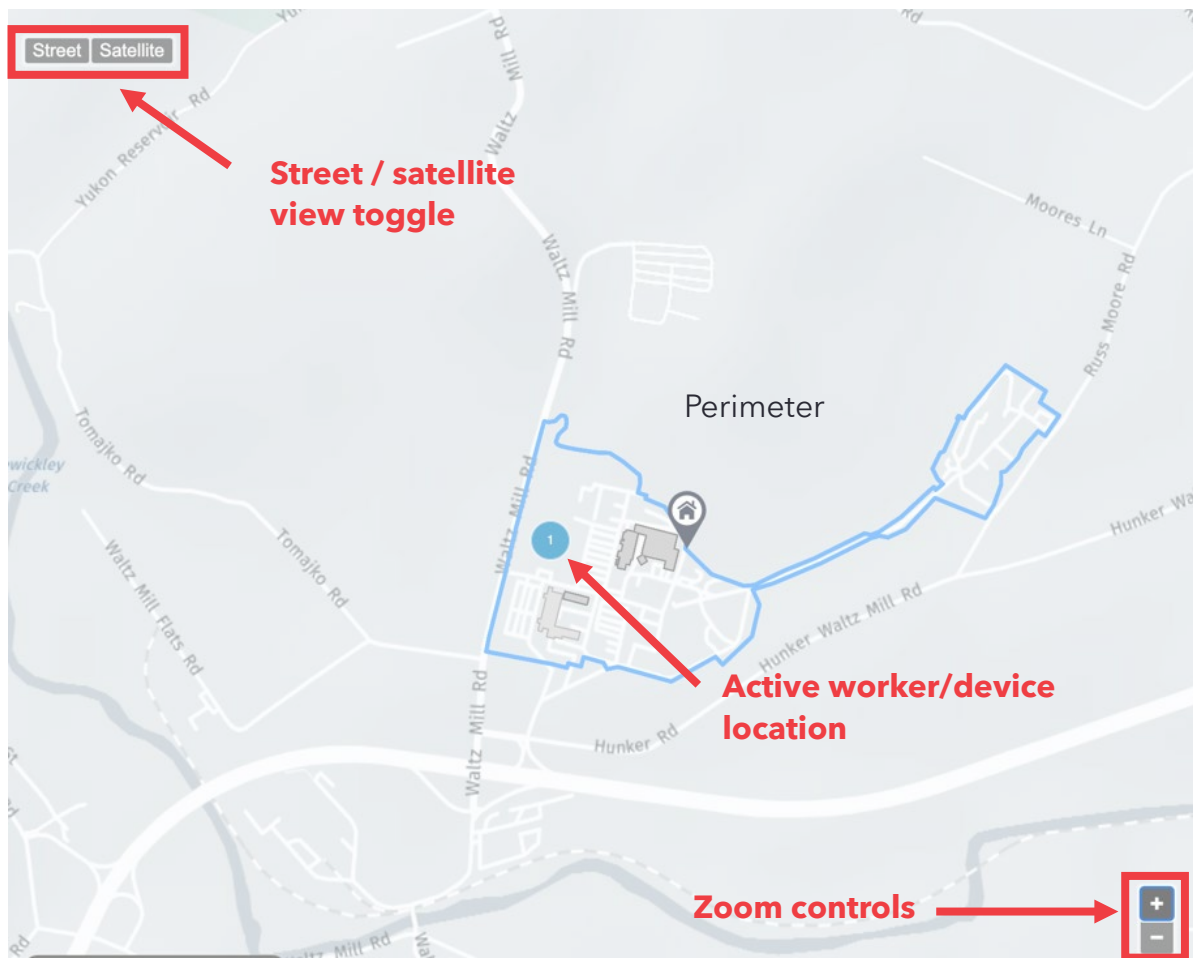 Street Satellite
Yukon Reservoir Rd
Street / satellite
view toggle
Waltz Mill Rd
Rd
Moores Ln
Russ Moore Rd
Waltz Mill Rd
Perimeter
Tomajko Rd
Creek
Waltz Mill Rd
1
Hunker
Tomajko Rd
Waltz Mill Flats Rd
Hunker Waltz Mill Rd
Active worker/device
location
Waltz Mill Rd
Hunker Rd
Zoom controls
+
−
Rd
Mill Rd